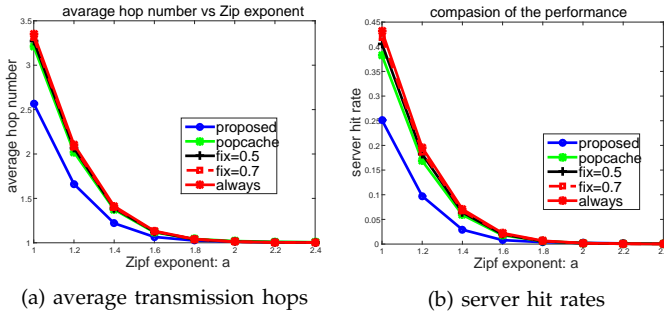 avarage hop number vs Zip exponent
3.5
3
2.5
2
1.5
1
average hop number
proposed
popcache
fix=0.5
fix=0.7
always
1 1.2 1.4 1.6 1.8 2 2.2 2.4
Zipf exponent: a
(a) average transmission hops
compasion of the performance
0.45
0.4
0.35
0.3
0.25
0.2
0.15
0.1
0.05
0
server hit rate
proposed
popcache
fix=0.5
fix=0.7
always
1 1.2 1.4 1.6 1.8 2 2.2 2.4
Zipf exponent: a
(b) server hit rates